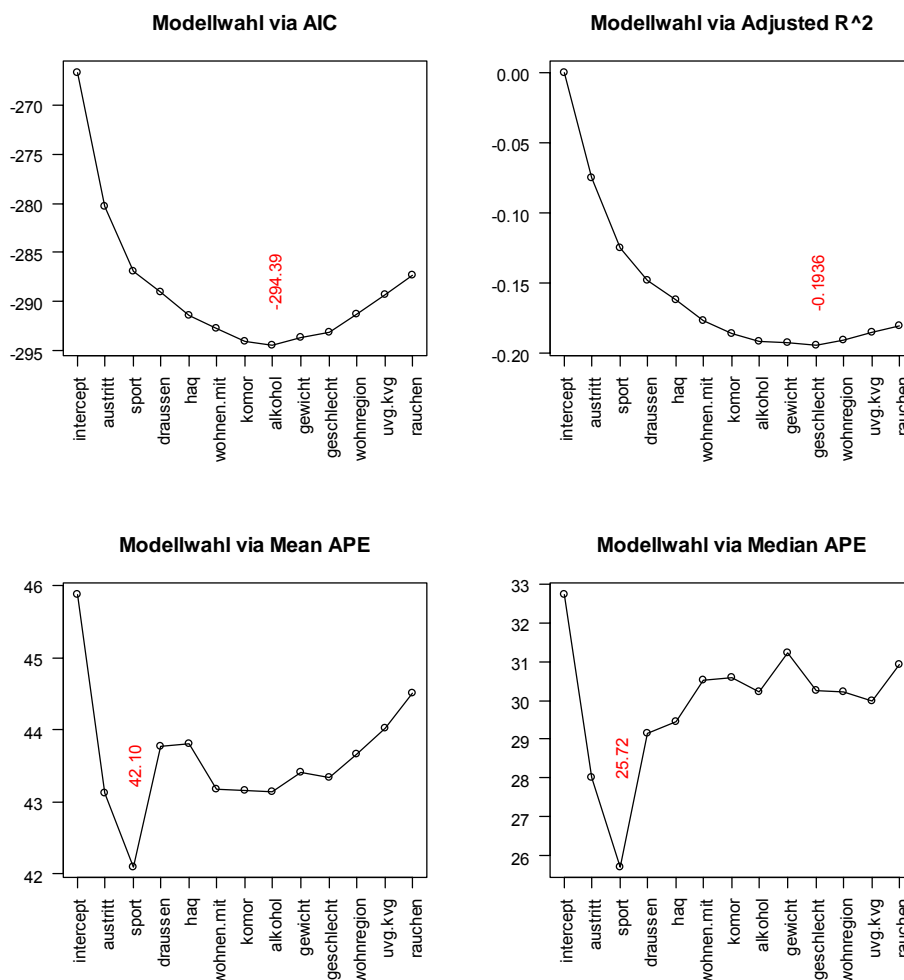 Modellwahl via AIC
-270
-275
-280
-285
-290
-295
-294.39
intercept
austritt
sport
draussen
haq
wohnen.mit
komor
alkohol
gewicht
geschlecht
wohnregion
uvg.kvg
rauchen
Modellwahl via Adjusted R^2
0.00
-0.05
-0.10
-0.15
-0.20
-0.1936
intercept
austritt
sport
draussen
haq
wohnen.mit
komor
alkohol
gewicht
geschlecht
wohnregion
uvg.kvg
rauchen
Modellwahl via Mean APE
46
45
44
43
42
42.10
intercept
austritt
sport
draussen
haq
wohnen.mit
komor
alkohol
gewicht
geschlecht
wohnregion
uvg.kvg
rauchen
Modellwahl via Median APE
33
32
31
30
29
28
27
26
25.72
intercept
austritt
sport
draussen
haq
wohnen.mit
komor
alkohol
gewicht
geschlecht
wohnregion
uvg.kvg
rauchen